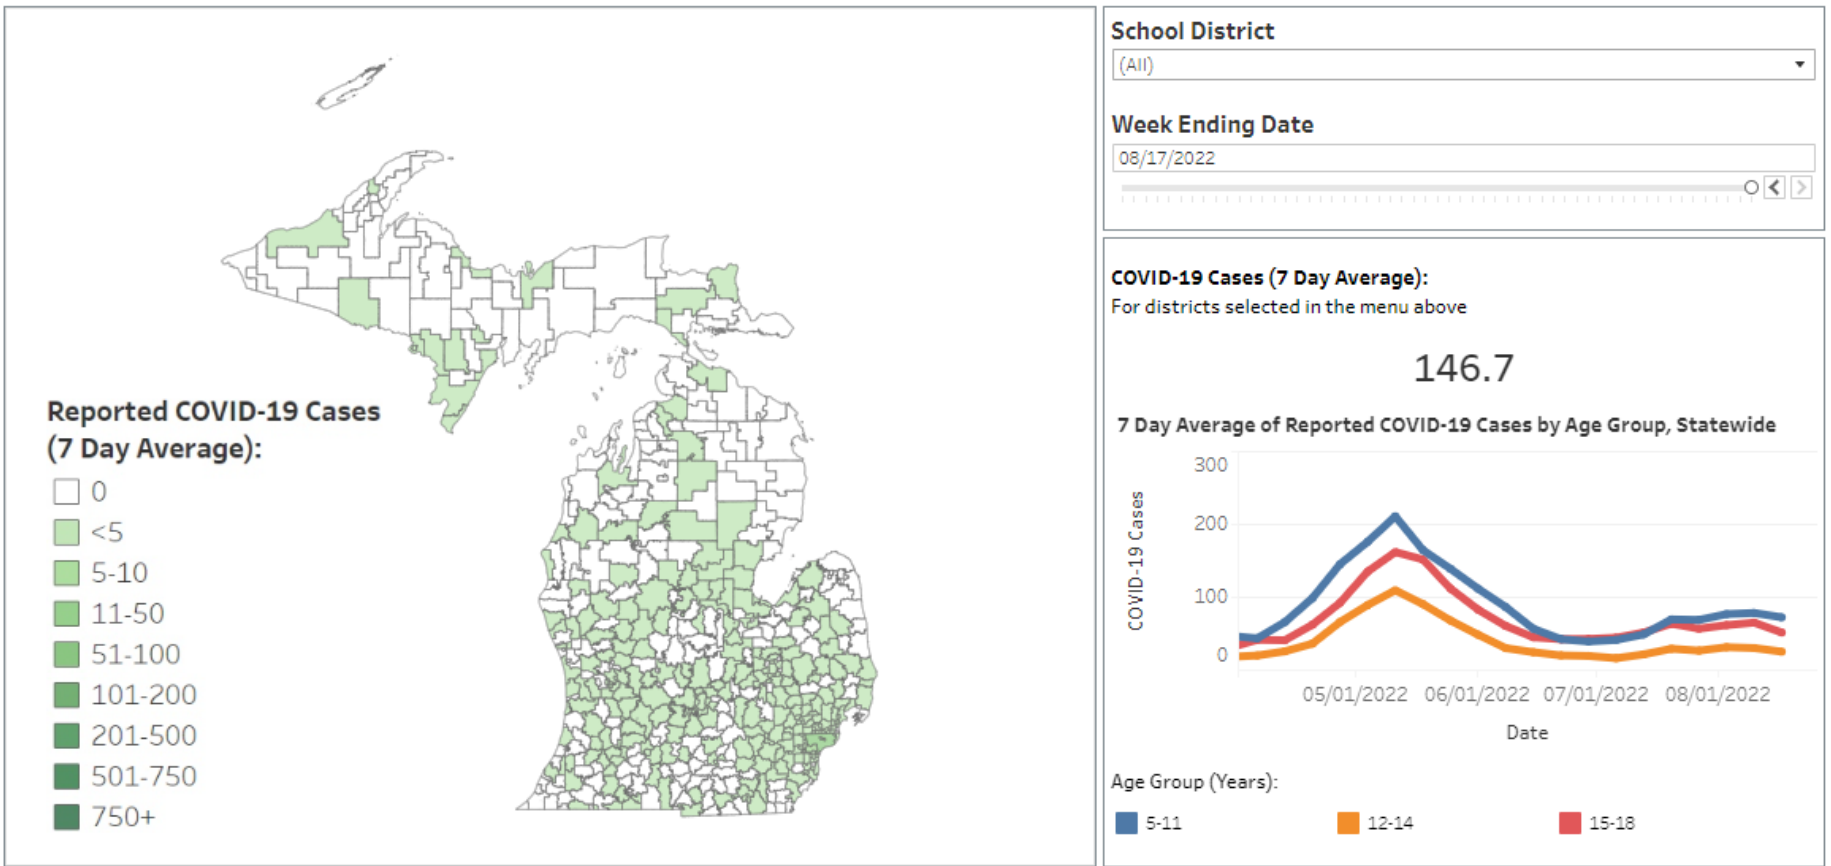 Reported COVID-19 Cases
(7 Day Average):
0
<5
5-10
11-50
51-100
101-200
201-500
501-750
750+
School District
(All)
Week Ending Date
08/17/2022
COVID-19 Cases (7 Day Average):
For districts selected in the menu above
146.7
7 Day Average of Reported COVID-19 Cases by Age Group, Statewide
300
200
100
0
COVID-19 Cases
05/01/2022 06/01/2022 07/01/2022 08/01/2022
Date
Age Group (Years):
5-11 12-14 15-18